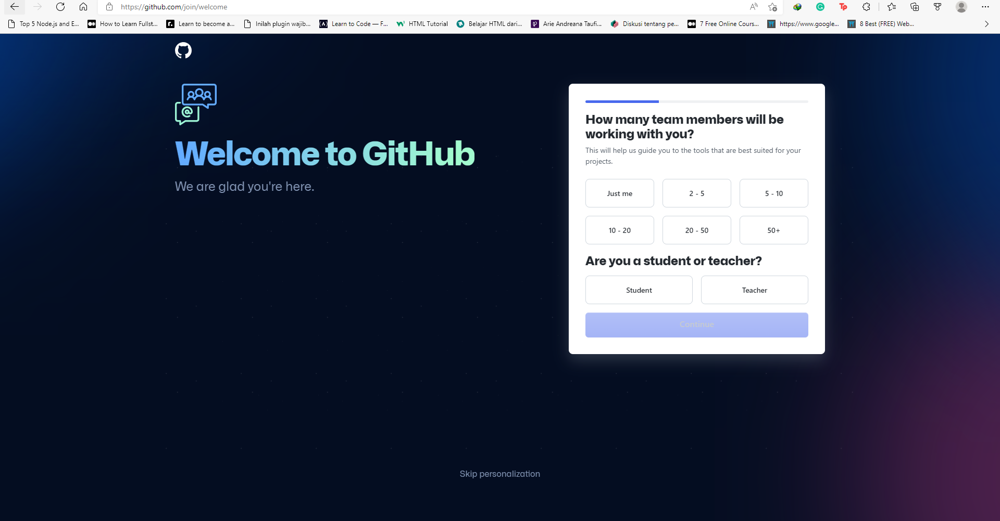 https://github.com/join/welcome
Top 5 Node.js and E...
How to Learn Fullst...
Learn to become a...
Inilah plugin wajib...
Learn to Code — F...
HTML Tutorial
Belajar HTML dari...
Arie Andreana Taufi...
Diskusi tentang pe...
7 Free Online Cours...
https://www.google...
8 Best (FREE) Web...
Welcome to GitHub
We are glad you're here.
How many team members will be
working with you?
This will help us guide you to the tools that are best suited for your
projects.
Just me
2 - 5
5 - 10
10 - 20
20 - 50
50+
Are you a student or teacher?
Student
Teacher
Continue
Skip personalization